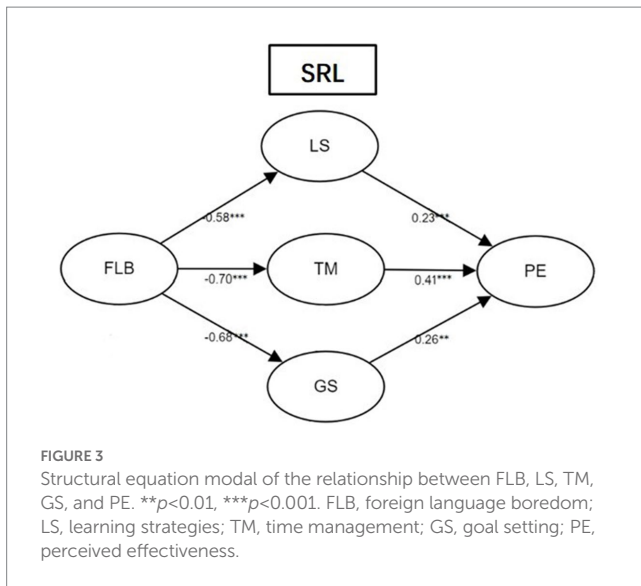 SRL
LS
-0.58***
0.23***
FLB
-0.70***
TM
0.41***
PE
-0.68***
0.26**
GS
FIGURE 3
Structural equation modal of the relationship between FLB, LS, TM,
GS, and PE. **p<0.01, ***p<0.001. FLB, foreign language boredom;
LS, learning strategies; TM, time management; GS, goal setting; PE,
perceived effectiveness.